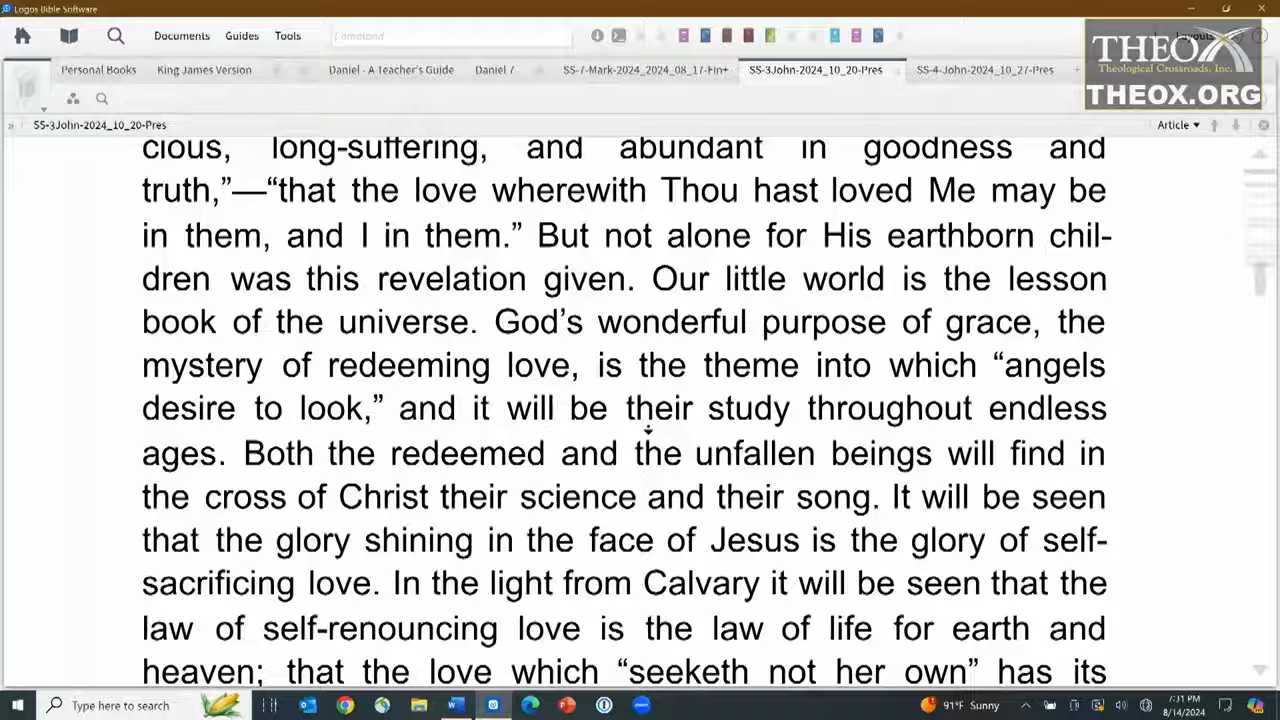 Logos Bible Software
Documents Guides Tools Command
THEOX
Theological Crossroads, Inc.
THEOX.ORG
Personal Books King James Version Daniel - A Teacher's SS-7-Mark-2024_2024_08_17-Fin+ SS-3John-2024_10_20-Pres SS-4-John-2024_10_27-Pres
SS-3John-2024_10_20-Pres Article
cious, long-suffering, and abundant in goodness and
truth,”—“that the love wherewith Thou hast loved Me may be
in them, and I in them.” But not alone for His earthborn chil-
dren was this revelation given. Our little world is the lesson
book of the universe. God’s wonderful purpose of grace, the
mystery of redeeming love, is the theme into which “angels
desire to look,” and it will be their study throughout endless
ages. Both the redeemed and the unfallen beings will find in
the cross of Christ their science and their song. It will be seen
that the glory shining in the face of Jesus is the glory of self-
sacrificing love. In the light from Calvary it will be seen that the
law of self-renouncing love is the law of life for earth and
heaven; that the love which “seeketh not her own” has its
Type here to search
91°F Sunny
7:31 PM
8/14/2024